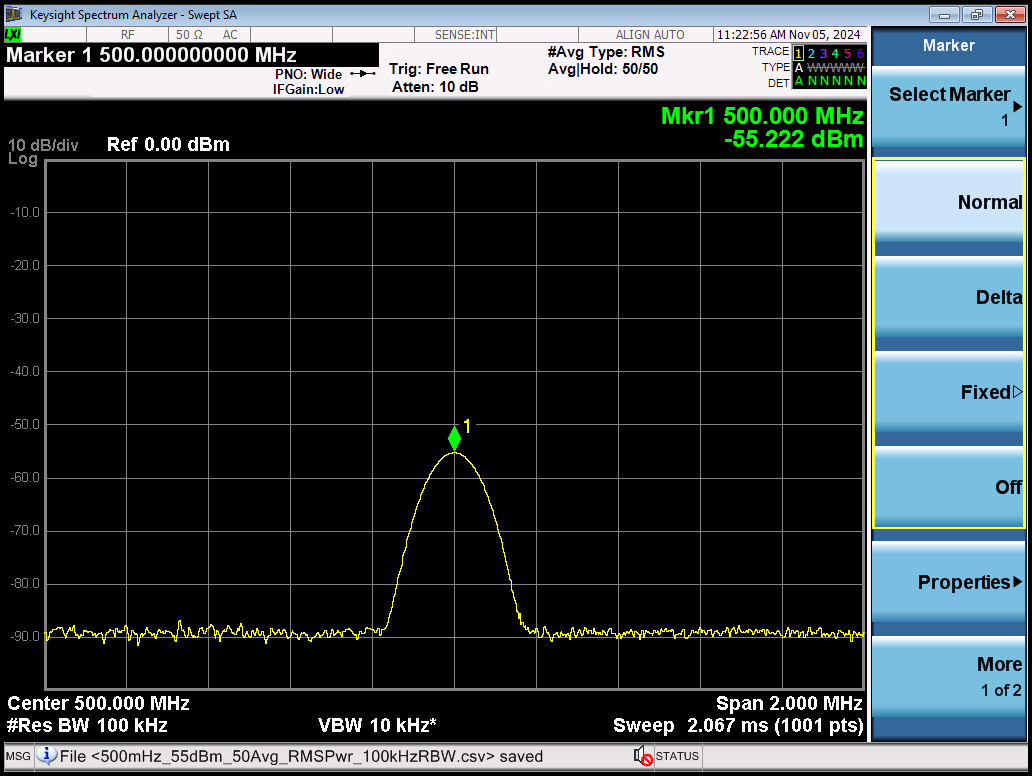 Keysight Spectrum Analyzer - Swept SA
LXI RF 50 Ω AC SENSE:INT ALIGN AUTO 11:22:56 AM Nov 05, 2024
Marker 1 500.000000000 MHz
PNO: Wide
IFGain:Low
Trig: Free Run
Atten: 10 dB
#Avg Type: RMS
Avg|Hold: 50/50
TRACE 1 2 3 4 5 6
TYPE A W W W W W
DET A N N N N N
Mkr1 500.000 MHz
-55.222 dBm
10 dB/div Ref 0.00 dBm
Log
-10.0
-20.0
-30.0
-40.0
-50.0
1
-60.0
-70.0
-80.0
-90.0
Center 500.000 MHz Span 2.000 MHz
#Res BW 100 kHz VBW 10 kHz* Sweep 2.067 ms (1001 pts)
MSG File <500mHz_55dBm_50Avg_RMSPwr_100kHzRBW.csv> saved STATUS
Marker
Select Marker
1
Normal
Delta
Fixed
Off
Properties
More
1 of 2